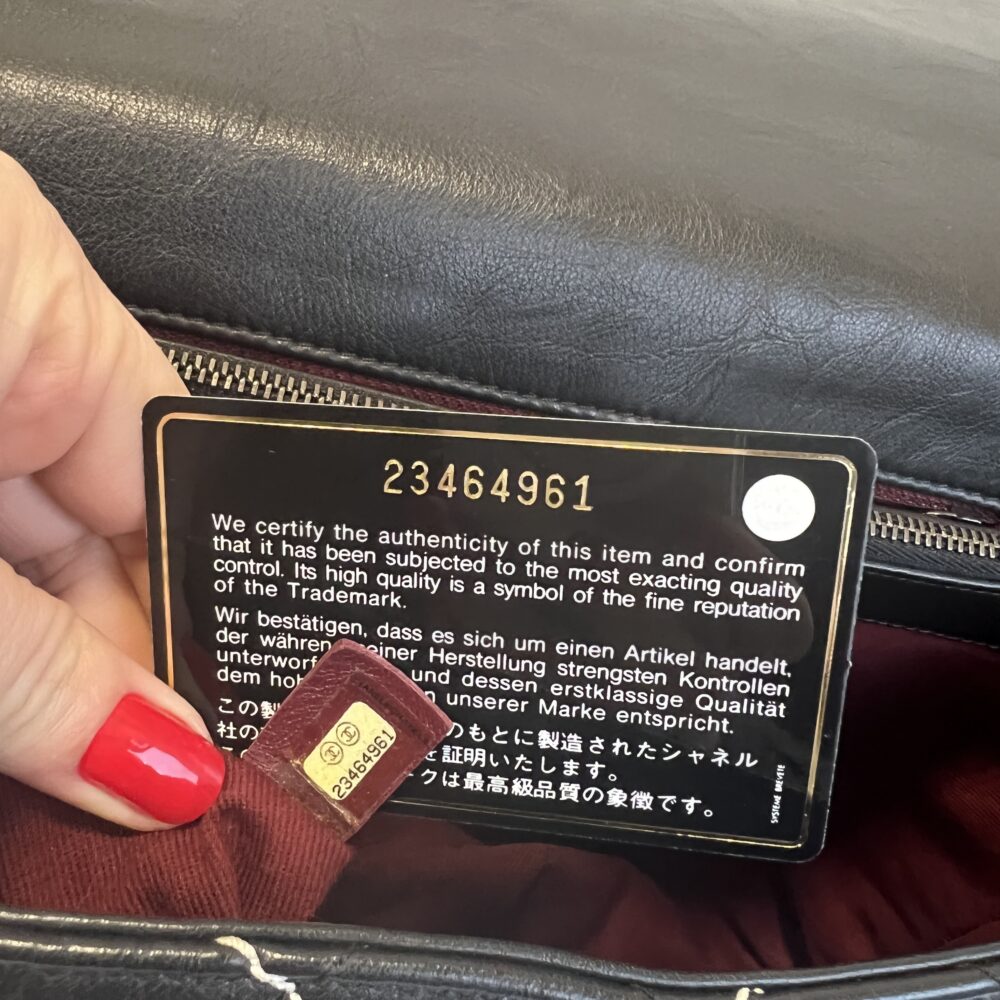 23464961
We certify the authenticity of this item and confirm
that it has been subjected to the most exacting quality
control. Its high quality is a symbol of the fine reputation
of the Trademark.
Wir bestätigen, dass es sich um einen Artikel handelt,
der während seiner Herstellung strengsten Kontrollen
unterworf und dessen erstklassige Qualität
dem hoh unserer Marke entspricht.
この製
社の のもとに製造されたシャネル
を証明いたします。
クは最高級品質の象徴です。
SYSTEME BREVETE
23464961